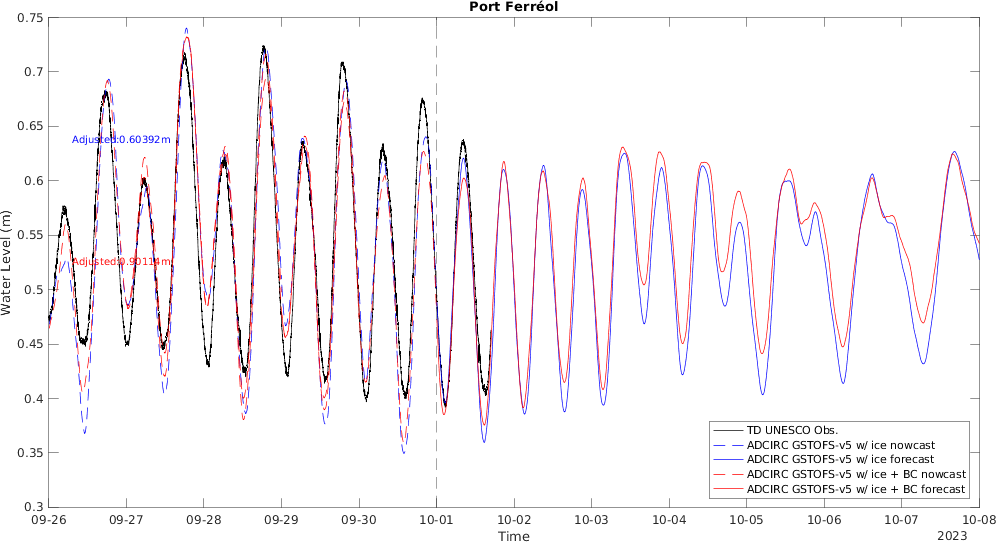 Port Ferréol
Water Level (m)
0.75
0.7
0.65
0.6
0.55
0.5
0.45
0.4
0.35
0.3
Adjusted:0.60392m
Adjusted:0.90114m
TD UNESCO Obs.
ADCIRC GSTOFS-v5 w/ ice nowcast
ADCIRC GSTOFS-v5 w/ ice forecast
ADCIRC GSTOFS-v5 w/ ice + BC nowcast
ADCIRC GSTOFS-v5 w/ ice + BC forecast
09-26 09-27 09-28 09-29 09-30 10-01 10-02 10-03 10-04 10-05 10-06 10-07 10-08
Time
2023